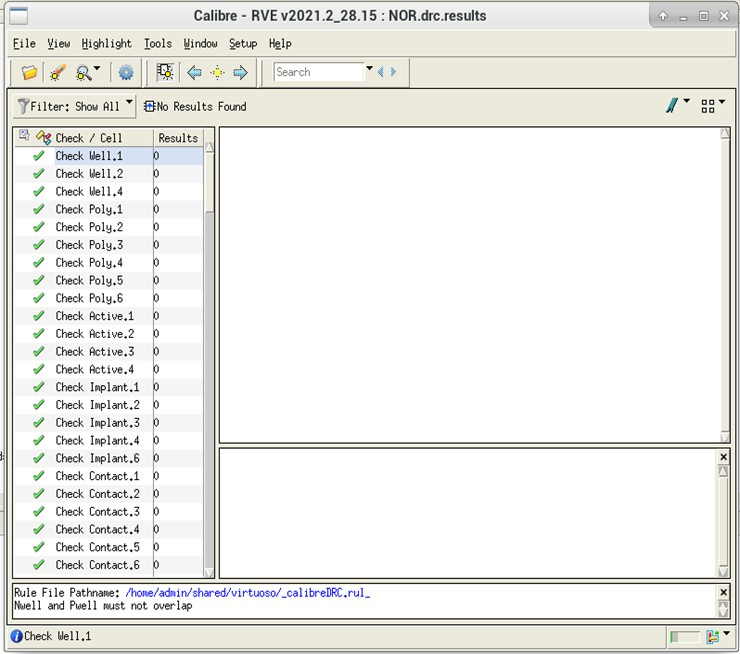 Calibre - RVE v2021.2_28.15 : NOR.drc.results
File View Highlight Tools Window Setup Help
Search
Filter: Show All No Results Found
Check / Cell Results
Check Well.1 0
Check Well.2 0
Check Well.4 0
Check Poly.1 0
Check Poly.2 0
Check Poly.3 0
Check Poly.4 0
Check Poly.5 0
Check Poly.6 0
Check Active.1 0
Check Active.2 0
Check Active.3 0
Check Active.4 0
Check Implant.1 0
Check Implant.2 0
Check Implant.3 0
Check Implant.4 0
Check Implant.6 0
Check Contact.1 0
Check Contact.2 0
Check Contact.3 0
Check Contact.4 0
Check Contact.5 0
Check Contact.6 0
Rule File Pathname: /home/admin/shared/virtuoso/_calibreDRC.rul_
Nwell and Pwell must not overlap
Check Well.1